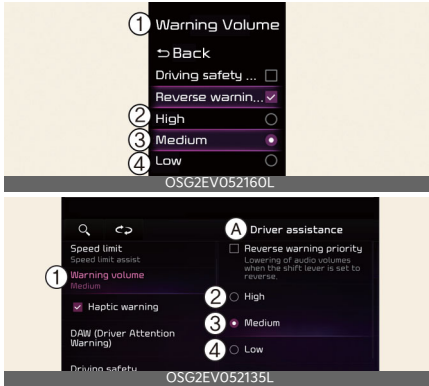 1 Warning Volume
Back
Driving safety ...
Reverse warnin...
2 High
3 Medium
4 Low
OSG2EV052160L
A Driver assistance
Speed limit
Speed limit assist
1 Warning volume
Medium
Haptic warning
DAW (Driver Attention
Warning)
Driving safety
Reverse warning priority
Lowering of audio volumes
when the shift lever is set to
reverse.
2 High
3 Medium
4 Low
OSG2EV052135L